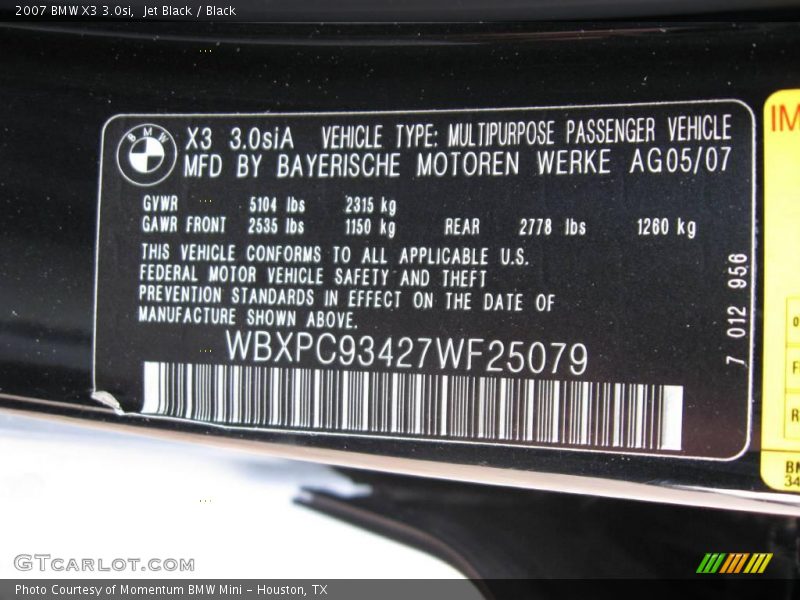 2007 BMW X3 3.0si,  Jet Black / Black
BMW
X3 3.0siA VEHICLE TYPE: MULTIPURPOSE PASSENGER VEHICLE
MFD BY BAYERISCHE MOTOREN WERKE AG05/07
GVWR 5104 lbs 2315 kg
GAWR FRONT 2535 lbs 1150 kg REAR 2778 lbs 1260 kg
THIS VEHICLE CONFORMS TO ALL APPLICABLE U.S.
FEDERAL MOTOR VEHICLE SAFETY AND THEFT
PREVENTION STANDARDS IN EFFECT ON THE DATE OF
MANUFACTURE SHOWN ABOVE.
WBXPC93427WF25079
7 012 956
IM
0
F
R
BM
34
GTCARLOT.COM
Photo Courtesy of Momentum BMW Mini - Houston, TX